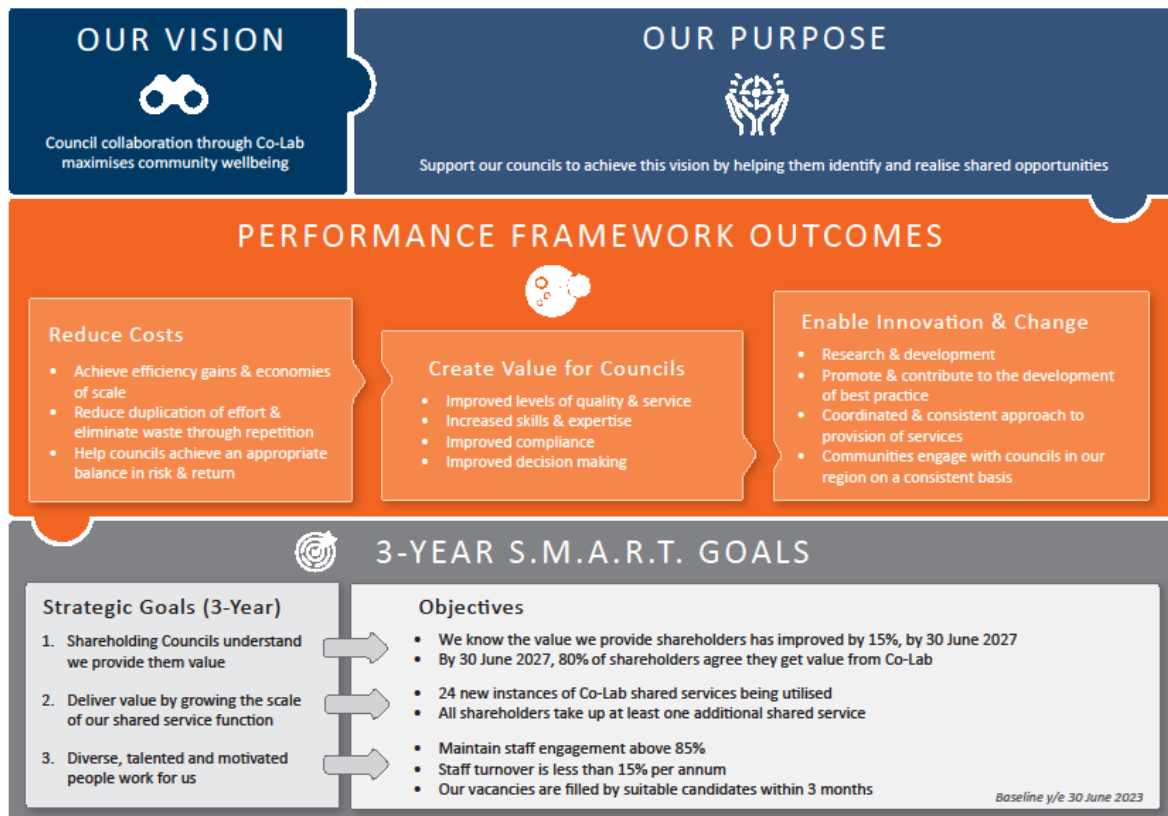 OUR VISION
Council collaboration through Co-Lab
maximises community wellbeing
OUR PURPOSE
Support our councils to achieve this vision by helping them identify and realise shared opportunities
PERFORMANCE FRAMEWORK OUTCOMES
Reduce Costs
• Achieve efficiency gains & economies
of scale
• Reduce duplication of effort &
eliminate waste through repetition
• Help councils achieve an appropriate
balance in risk & return
Create Value for Councils
• Improved levels of quality & service
• Increased skills & expertise
• Improved compliance
• Improved decision making
Enable Innovation & Change
• Research & development
• Promote & contribute to the development
of best practice
• Coordinated & consistent approach to
provision of services
• Communities engage with councils in our
region on a consistent basis
3-YEAR S.M.A.R.T. GOALS
Strategic Goals (3-Year)
1. Shareholding Councils understand
we provide them value
2. Deliver value by growing the scale
of our shared service function
3. Diverse, talented and motivated
people work for us
Objectives
• We know the value we provide shareholders has improved by 15%, by 30 June 2027
• By 30 June 2027, 80% of shareholders agree they get value from Co-Lab
• 24 new instances of Co-Lab shared services being utilised
• All shareholders take up at least one additional shared service
• Maintain staff engagement above 85%
• Staff turnover is less than 15% per annum
• Our vacancies are filled by suitable candidates within 3 months
Baseline y/e 30 June 2023